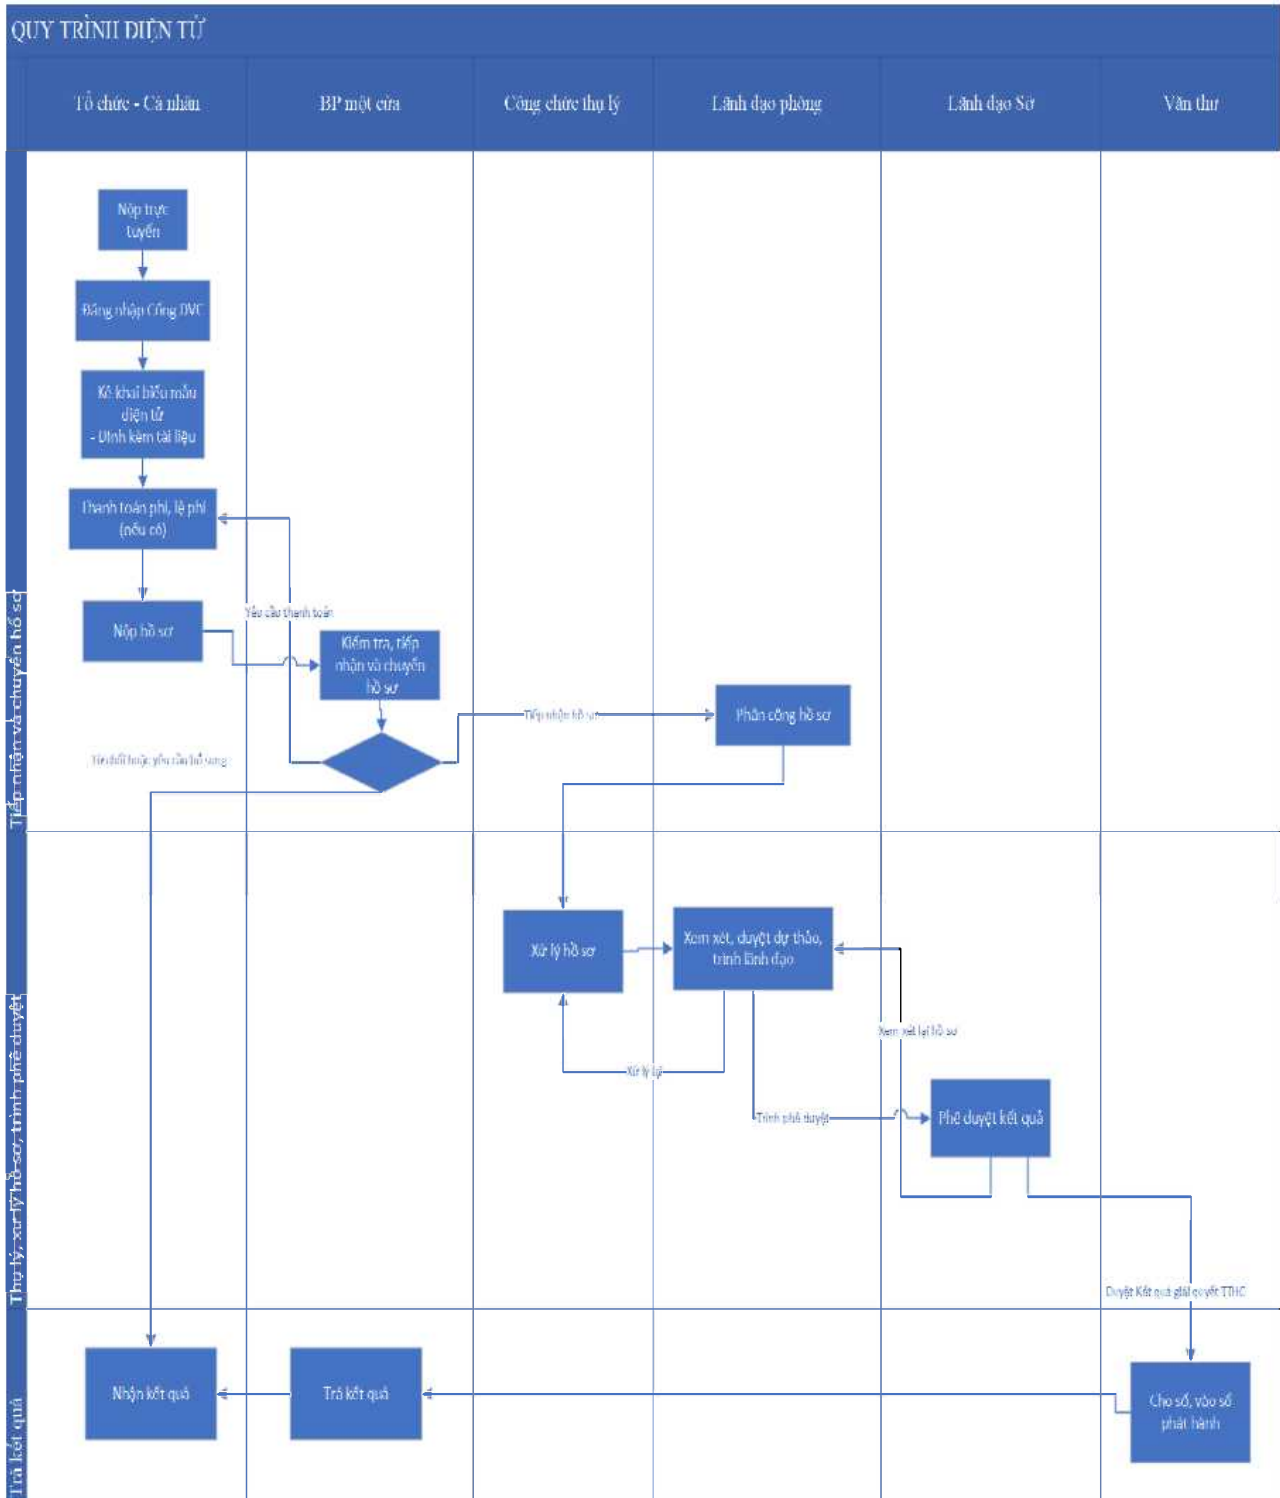 QUY TRÌNH ĐIỆN TỬ
Tổ chức - Cá nhân
BP một cửa
Công chức thụ lý
Lãnh đạo phòng
Lãnh đạo Sở
Văn thư
Tiếp nhận và chuyển hồ sơ
Nộp trực
tuyến
Đăng nhập Cổng DVC
Kê khai biểu mẫu
điện tử
- Đính kèm tài liệu
Thanh toán phí, lệ phí
(nếu có)
Nộp hồ sơ
Yêu cầu thanh toán
Kiểm tra, tiếp
nhận và chuyển
hồ sơ
Tiếp nhận hồ sơ
Phân công hồ sơ
Từ chối hoặc yêu cầu bổ sung
Thụ lý, xử lý hồ sơ, trình phê duyệt
Xử lý hồ sơ
Xem xét, duyệt dự thảo,
trình lãnh đạo
Xem xét lại hồ sơ
Xử lý lại
Trình phê duyệt
Phê duyệt kết quả
Duyệt Kết quả giải quyết TTHC
Trả kết quả
Nhận kết quả
Trả kết quả
Cho số, vào sổ
phát hành